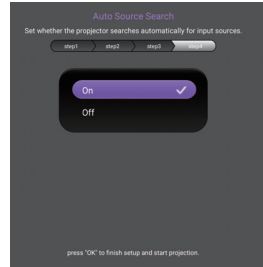 Auto Source Search
Set whether the propjector searches automatically for input sources.
step1 step2 step3 step4
On
Off
press "OK" to finish setup and start projection.